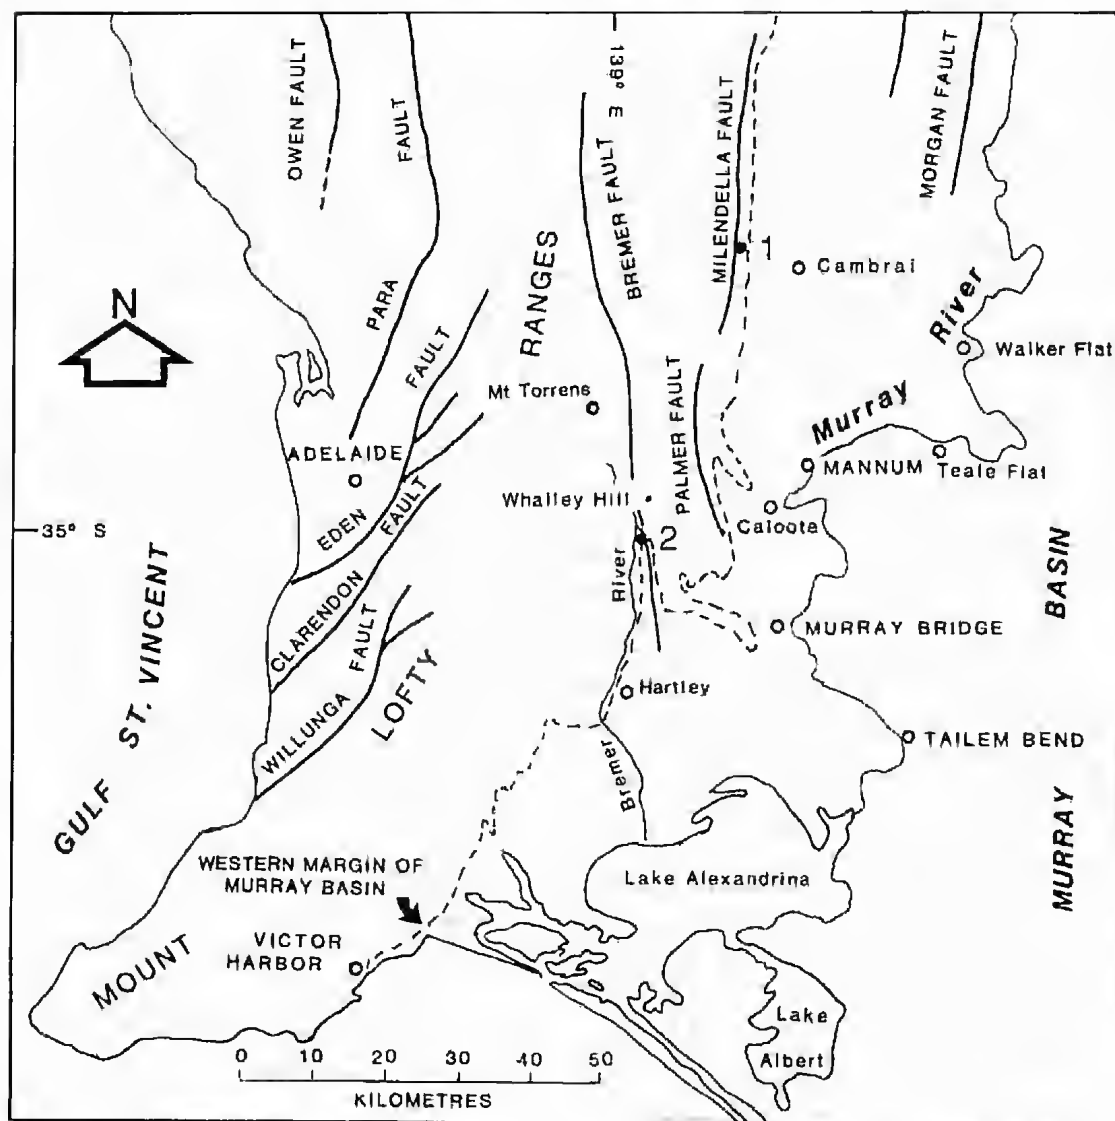 OWEN FAULT
FAULT
PARA
139° E
BREMER FAULT
MILENDELLA FAULT
MORGAN FAULT
1
Cambrai
River
Walker Flat
N
RANGES
FAULT
Mt Torrens
PALMER FAULT
Murray
MANNUM
Teale Flat
ADELAIDE
Whalley Hill
Caloote
35° S
EDEN
FAULT
2
River
BASIN
GULF ST. VINCENT
CLARENDON
FAULT
MURRAY BRIDGE
WILLUNGA
LOFTY
Hartley
TAILEM BEND
Bremer
MURRAY
WESTERN MARGIN OF
MURRAY BASIN
Lake Alexandrina
VICTOR
HARBOR
MOUNT
Lake
Albert
0 10 20 30 40 50
KILOMETRES